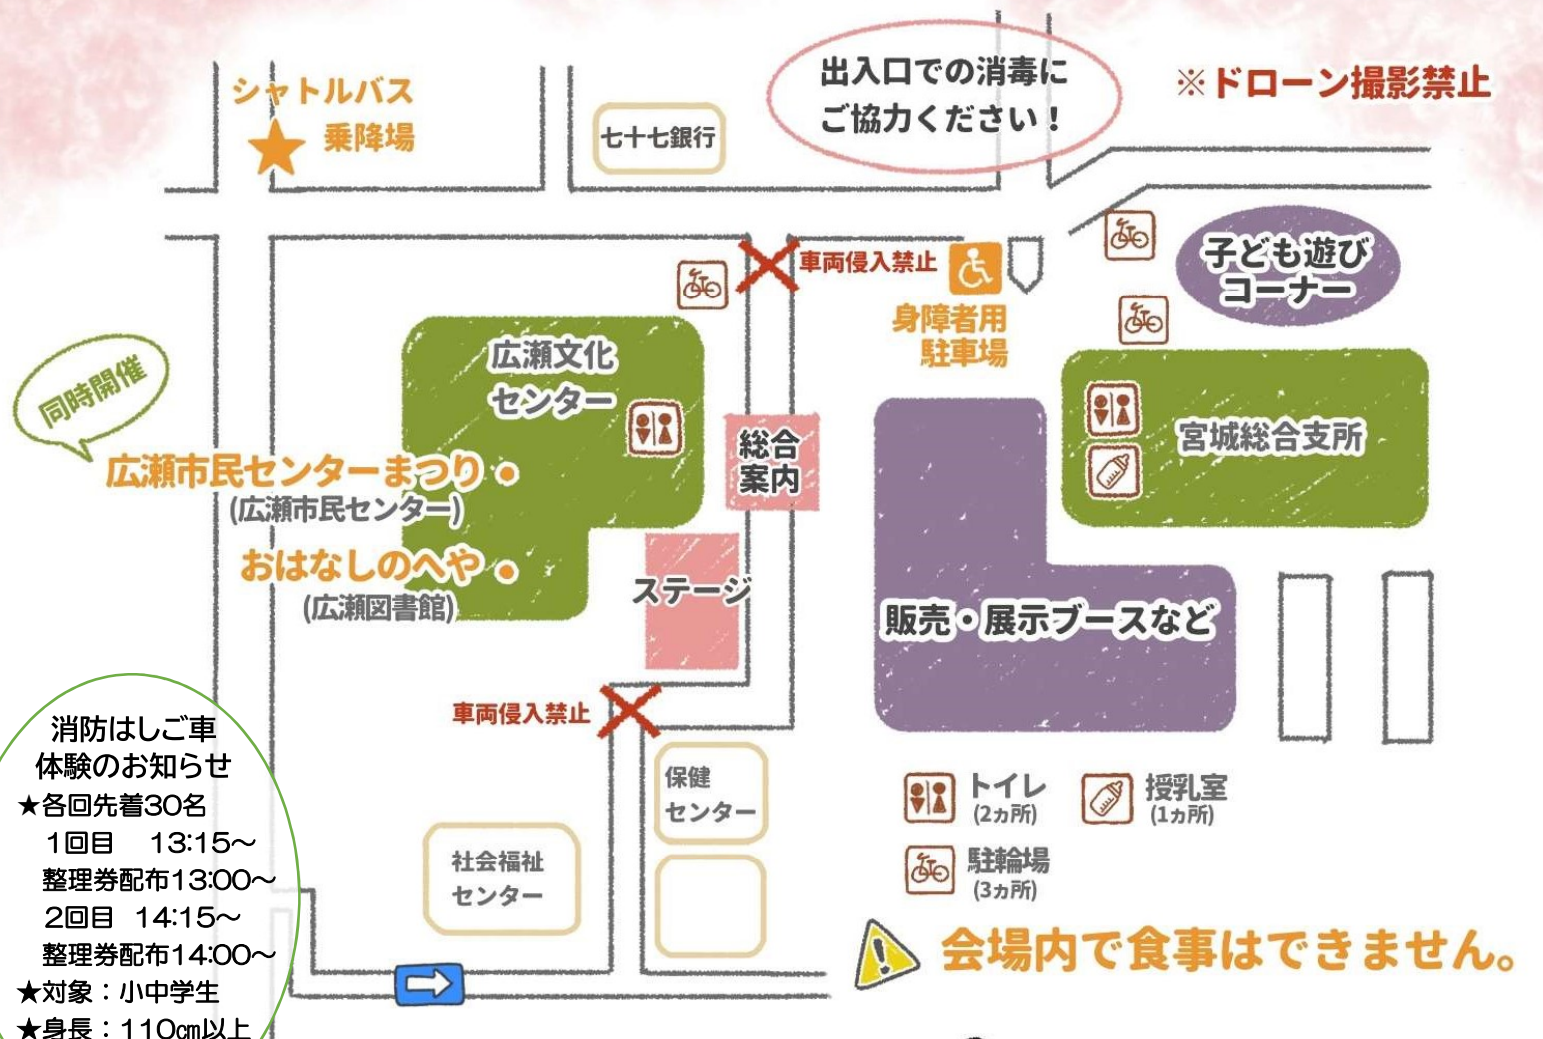 シャトルバス
乗降場
七十七銀行
出入口での消毒に
ご協力ください！
※ドローン撮影禁止
車両侵入禁止
身障者用
駐車場
子ども遊び
コーナー
同時開催
広瀬文化
センター
広瀬市民センターまつり
(広瀬市民センター)
おはなしのへや
(広瀬図書館)
総合
案内
ステージ
宮城総合支所
販売・展示ブースなど
車両侵入禁止
保健
センター
社会福祉
センター
消防はしご車
体験のお知らせ
★各回先着30名
1回目 13:15～
整理券配布13:00～
2回目 14:15～
整理券配布14:00～
★対象：小中学生
★身長：110㎝以上
トイレ
(2ヵ所)
授乳室
(1ヵ所)
駐輪場
(3ヵ所)
会場内で食事はできません。